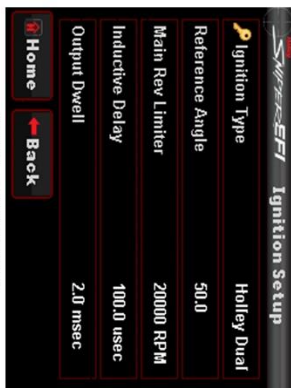 SNIPER EFI
Ignition Setup
Ignition Type Holley Dual
Reference Angle 50.0
Main Rev Limiter 20000 RPM
Inductive Delay 100.0 usec
Output Dwell 2.0 msec
Home Back